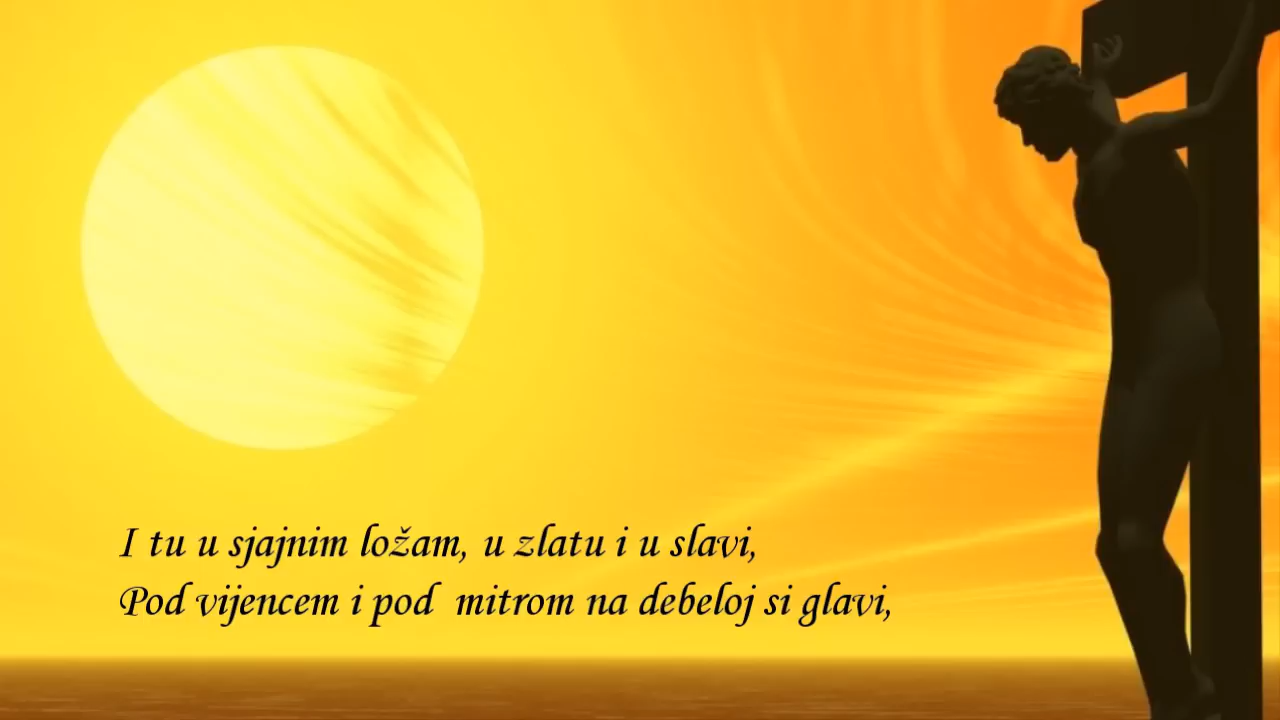 I tu u sjajnim ložam, u zlatu i u slavi,
Pod vijencem i pod mitrom na debeloj si glavi,